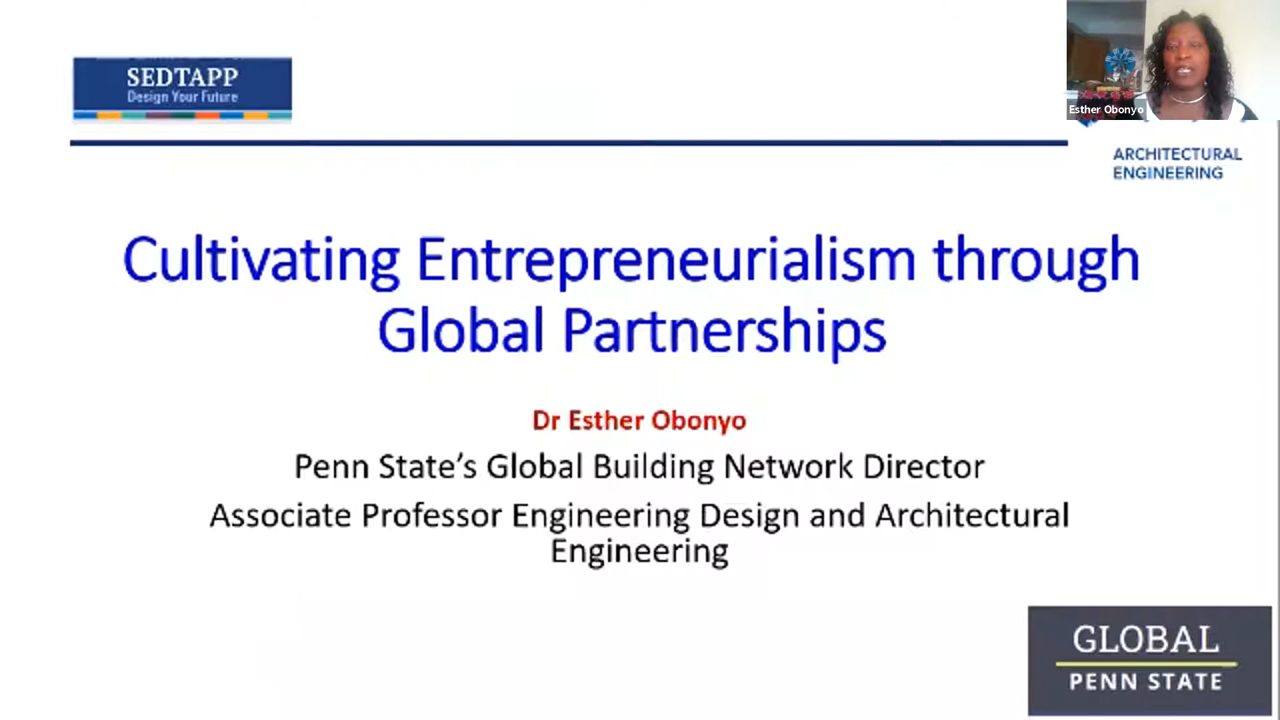 SEDTAPP
Design Your Future
Esther Obonyo
ARCHITECTURAL
ENGINEERING
Cultivating Entrepreneurialism through
Global Partnerships
Dr Esther Obonyo
Penn State's Global Building Network Director
Associate Professor Engineering Design and Architectural
Engineering
GLOBAL
PENN STATE